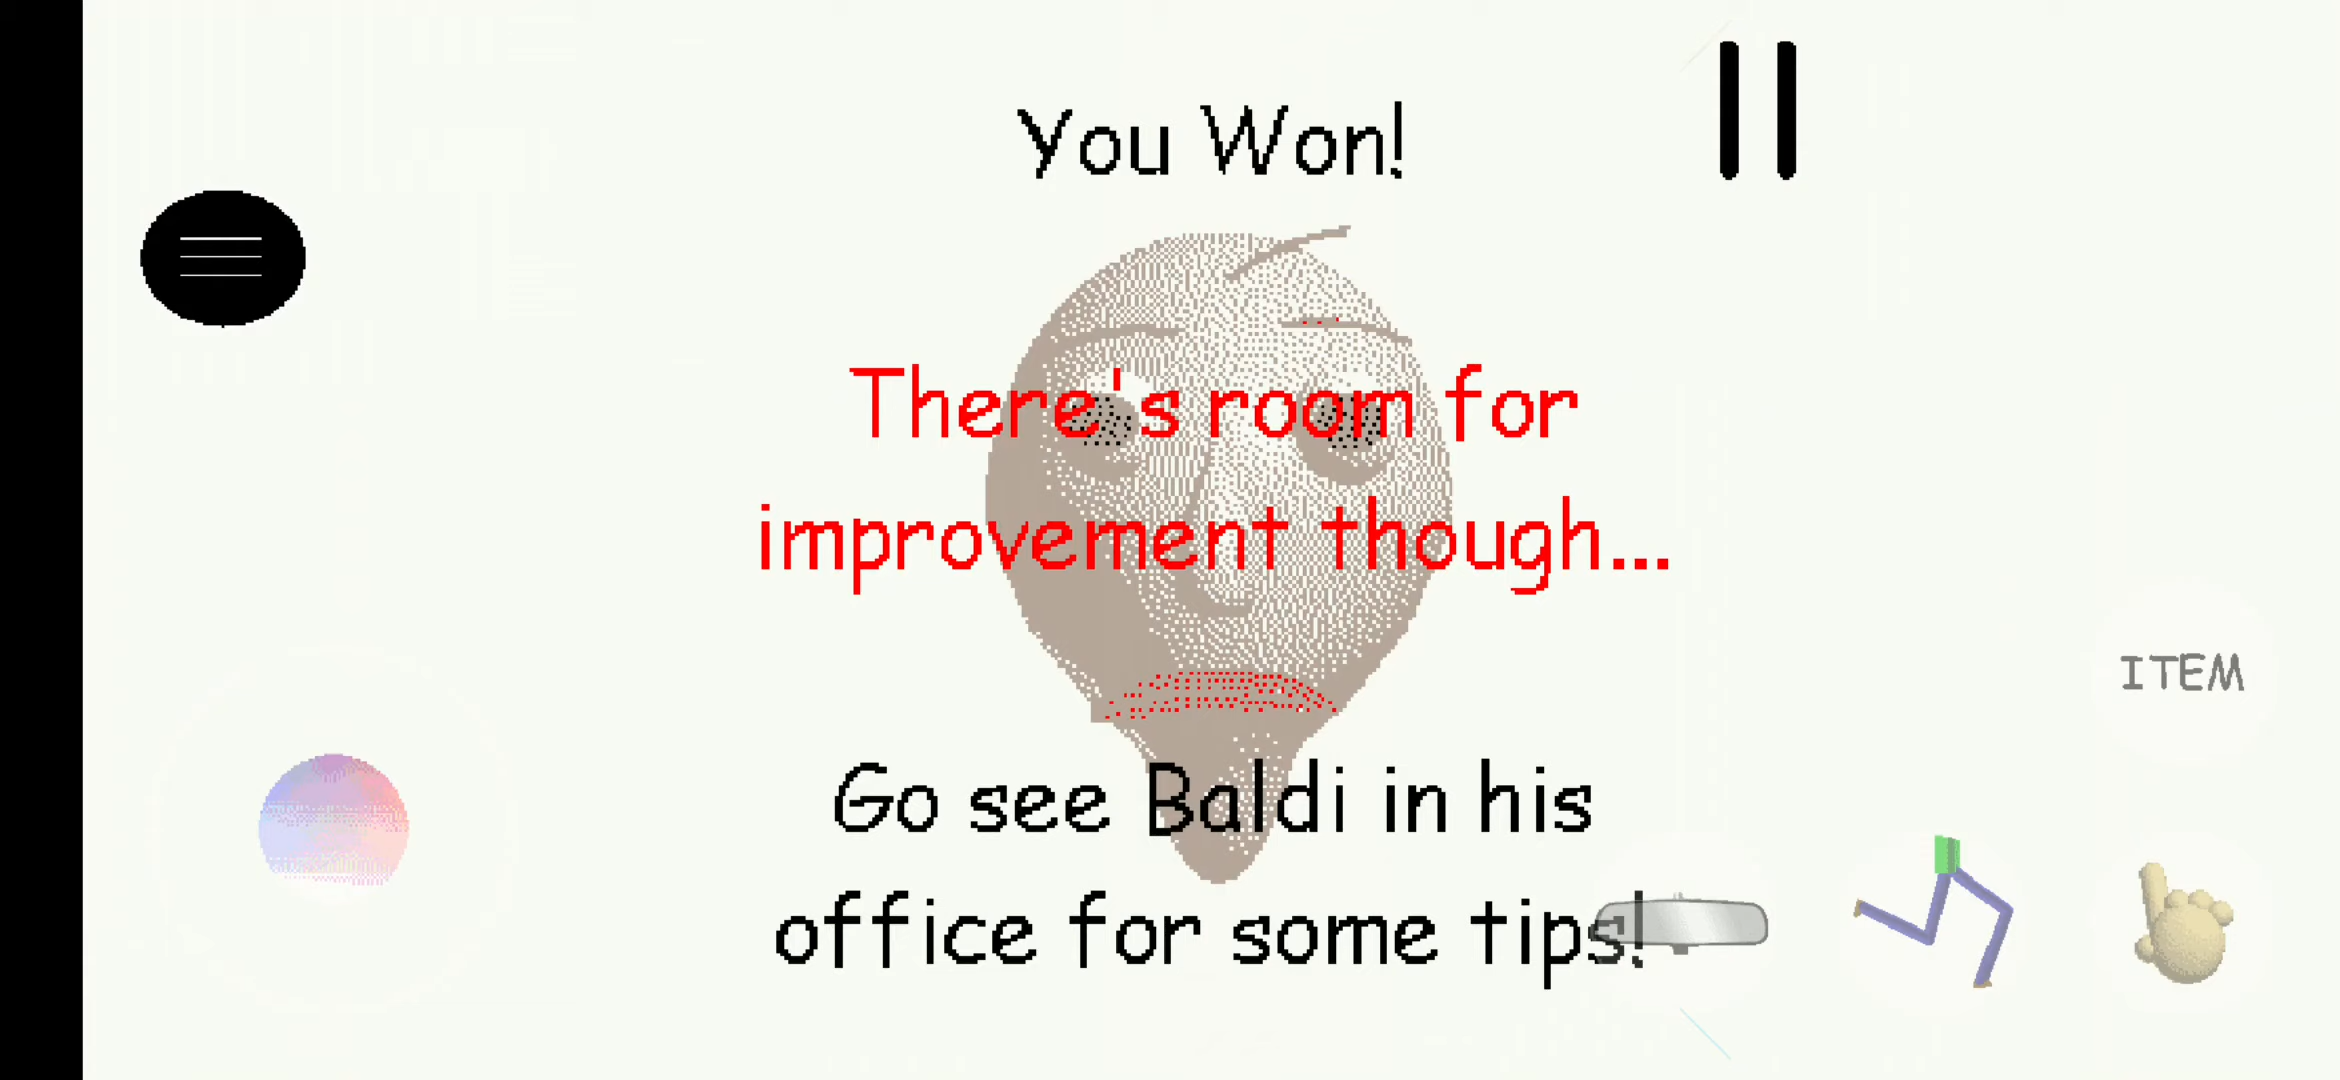 You Won!
There's room for
improvement though...
ITEM
Go see Baldi in his
office for some tips!